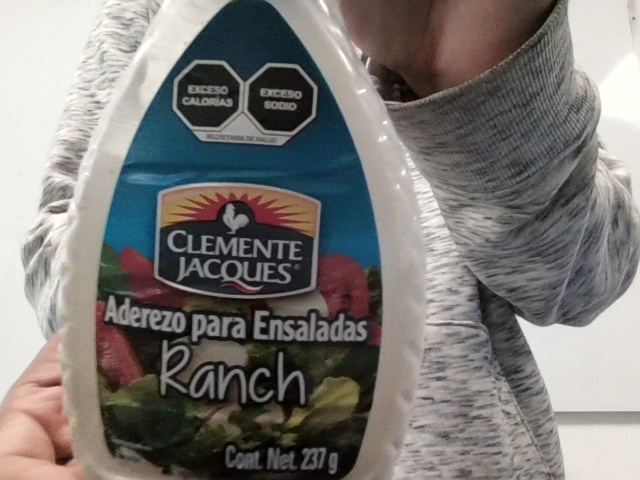 EXCESO
CALORÍAS
EXCESO
SODIO
SECRETARÍA DE SALUD
CLEMENTE
JACQUES®
Aderezo para Ensaladas
Ranch
Cont. Net. 237 g